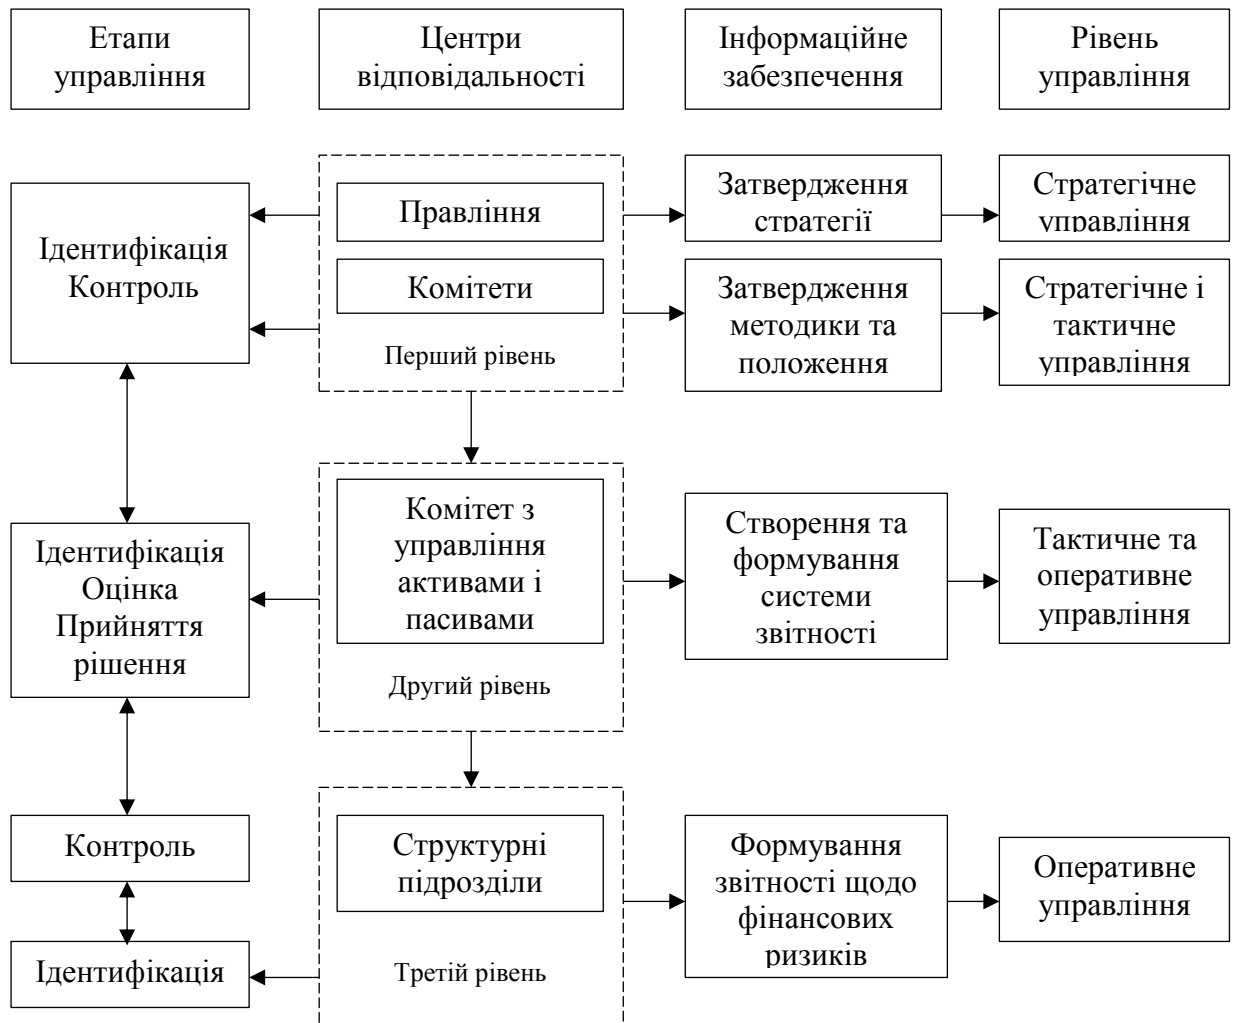 Етапи
управління
Центри
відповідальності
Інформаційне
забезпечення
Рівень
управління
Ідентифікація
Контроль
Правління
Комітети
Перший рівень
Затвердження
стратегії
Стратегічне
управління
Затвердження
методики та
положення
Стратегічне і
тактичне
управління
Ідентифікація
Оцінка
Прийняття
рішення
Комітет з
управління
активами і
пасивами
Другий рівень
Створення та
формування
системи
звітності
Тактичне та
оперативне
управління
Контроль
Ідентифікація
Структурні
підрозділи
Третій рівень
Формування
звітності щодо
фінансових
ризиків
Оперативне
управління